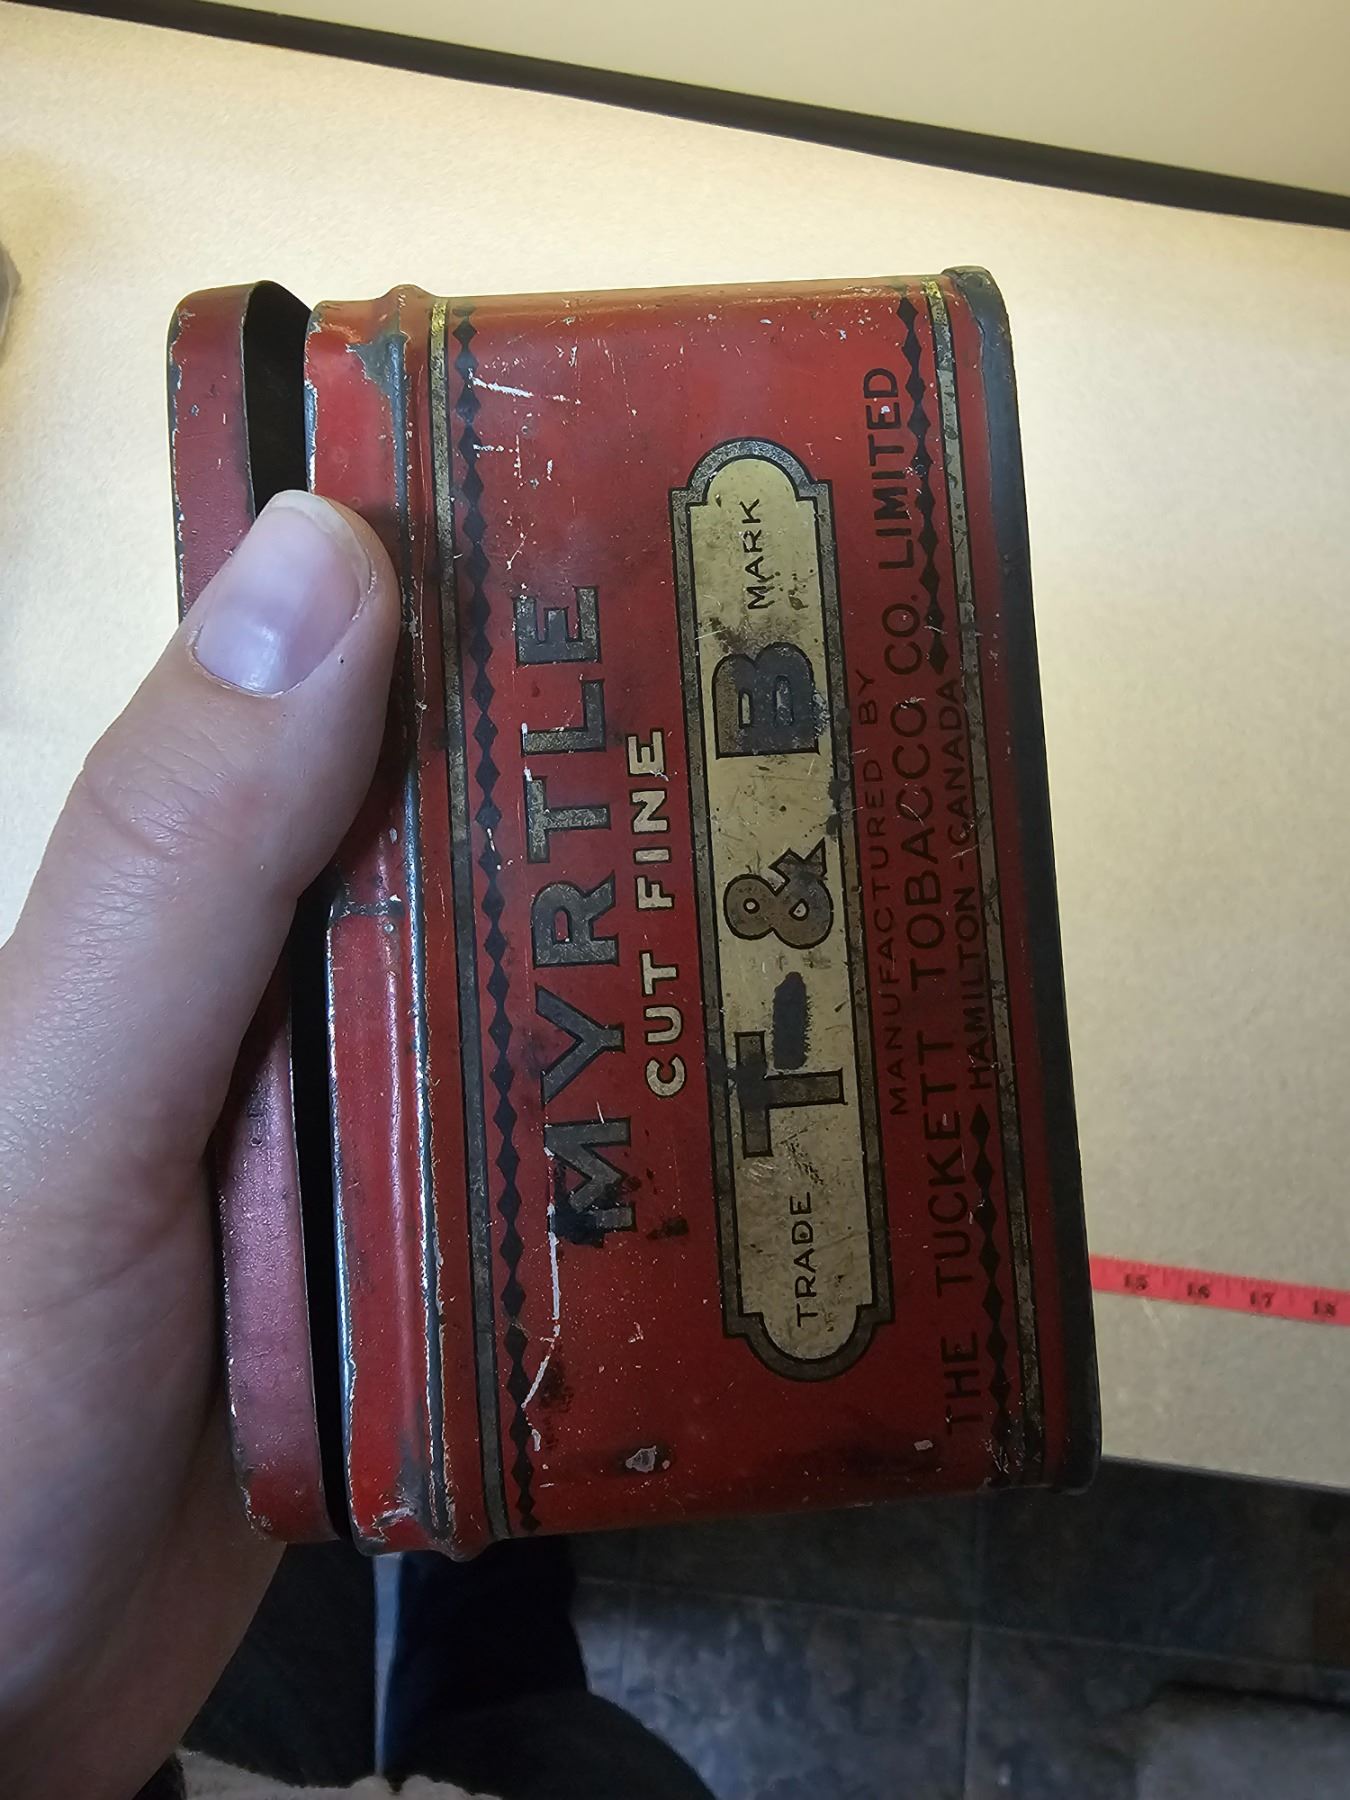 MYRTLE
CUT FINE
TRADE T & B MARK
MANUFACTURED BY
THE TUCKETT TOBACCO CO. LIMITED
HAMILTON - CANADA
15 16 17 18